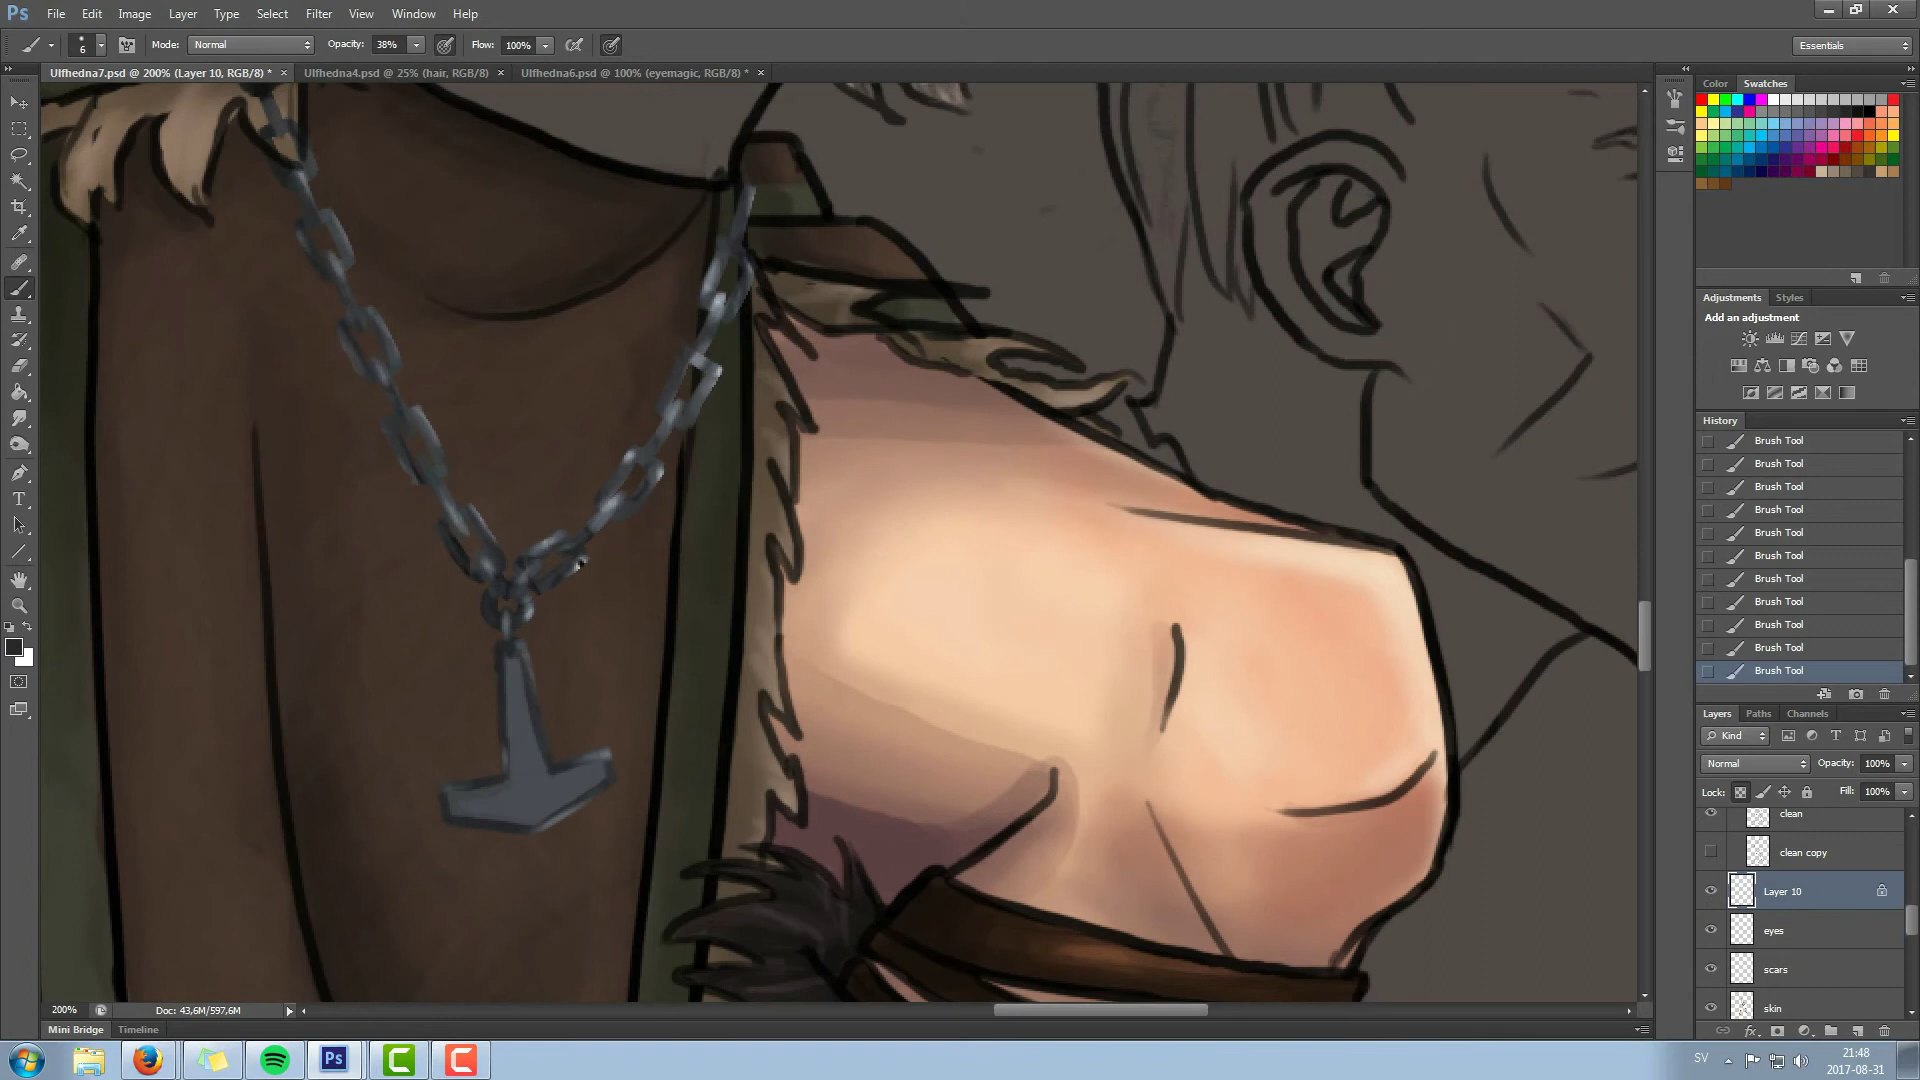 Ps File Edit Image Layer Type Select Filter View Window Help
6 Mode: Normal Opacity: 38% Flow: 100% Essentials
Ulfhedna7.psd @ 200% (Layer 10, RGB/8) * × Ulfhedna4.psd @ 25% (hair, RGB/8) × Ulfhedna6.psd @ 100% (eyemagic, RGB/8) * ×
Color Swatches
Adjustments Styles
Add an adjustment
History
Brush Tool
Brush Tool
Brush Tool
Brush Tool
Brush Tool
Brush Tool
Brush Tool
Brush Tool
Brush Tool
Brush Tool
Brush Tool
Layers Paths Channels
Kind
Normal Opacity: 100%
Lock: Fill: 100%
clean
clean copy
Layer 10
eyes
scars
skin
200% Doc: 43,6M/597,6M
Mini Bridge Timeline
Ps
SV 21:48
2017-08-31